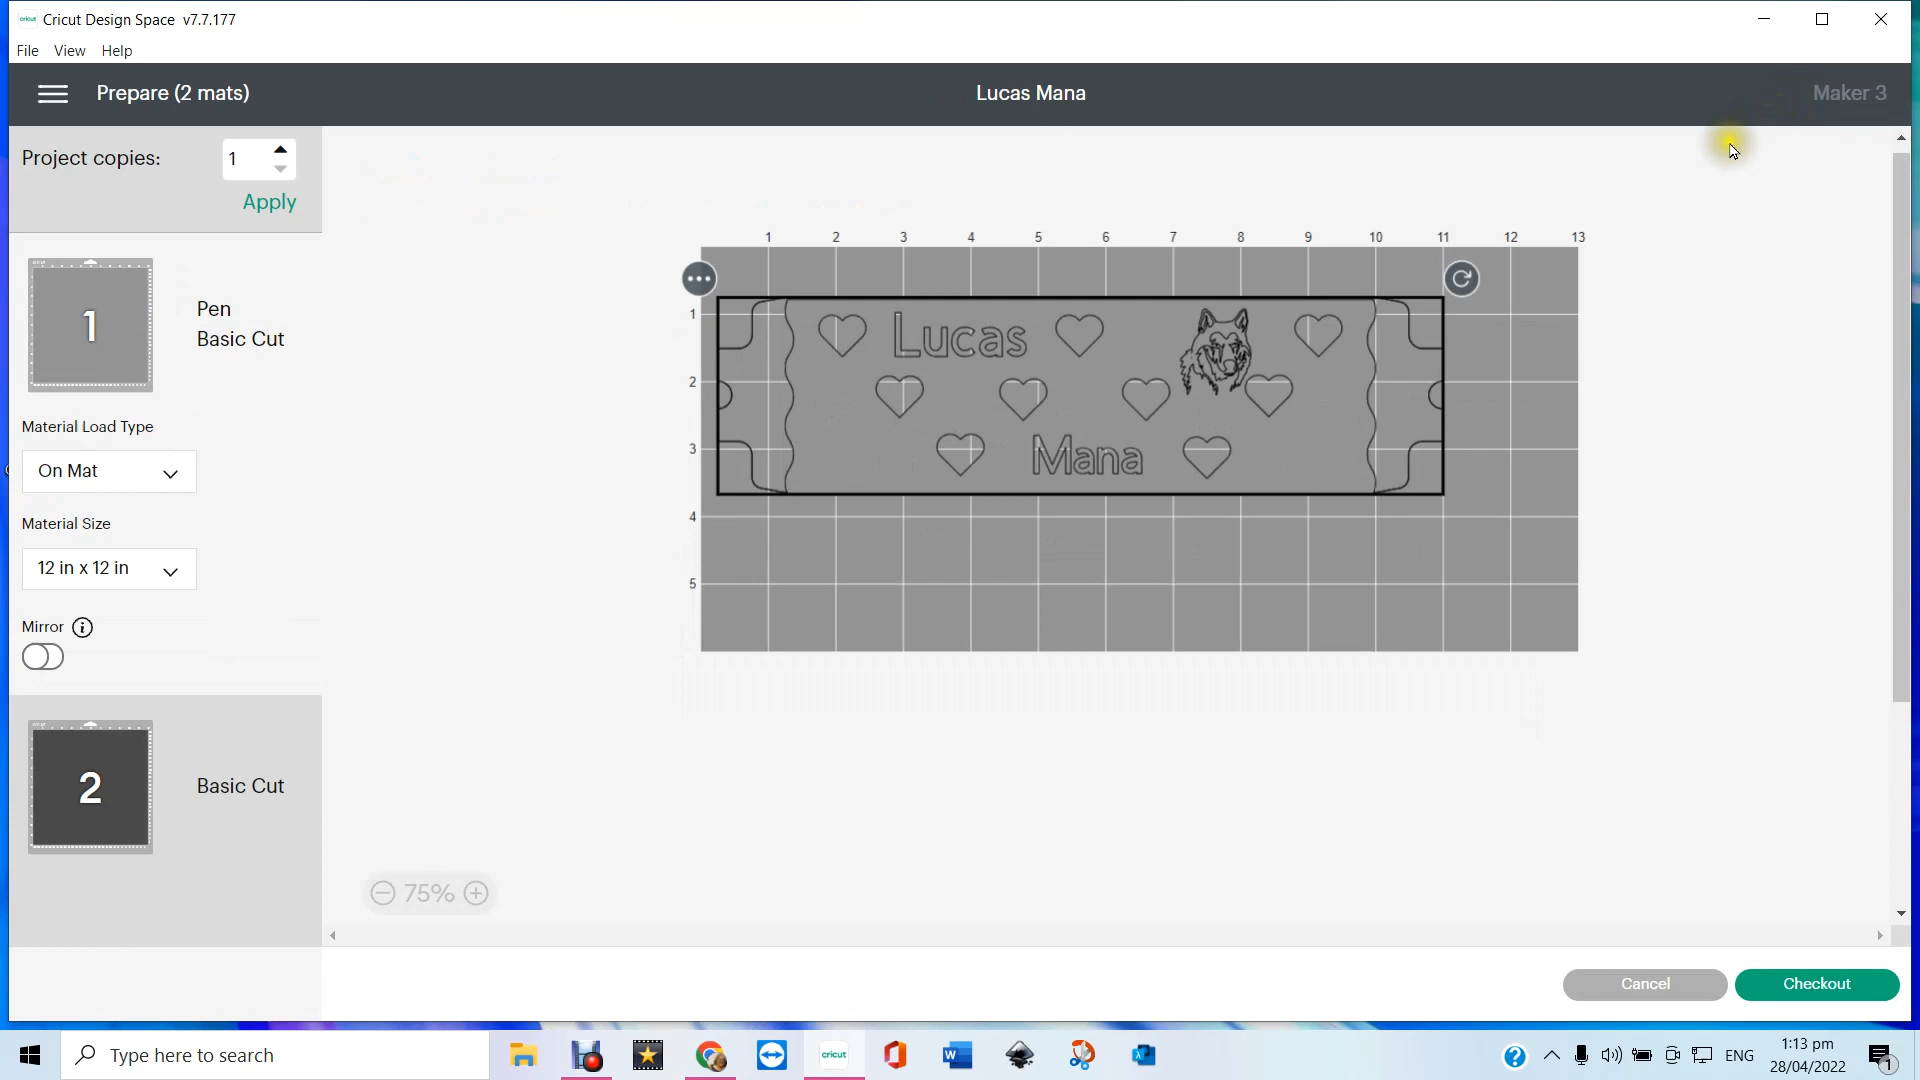 cricut Cricut Design Space v7.7.177
File View Help
Prepare (2 mats)
Lucas Mana
Maker 3
Project copies:
1
Apply
1
Pen
Basic Cut
Material Load Type
On Mat
Material Size
12 in x 12 in
Mirror
2
Basic Cut
1 2 3 4 5 6 7 8 9 10 11 12 13
1
2
3
4
5
Lucas
Mana
75%
Cancel
Checkout
Type here to search
cricut
ENG
1:13 pm
28/04/2022
1